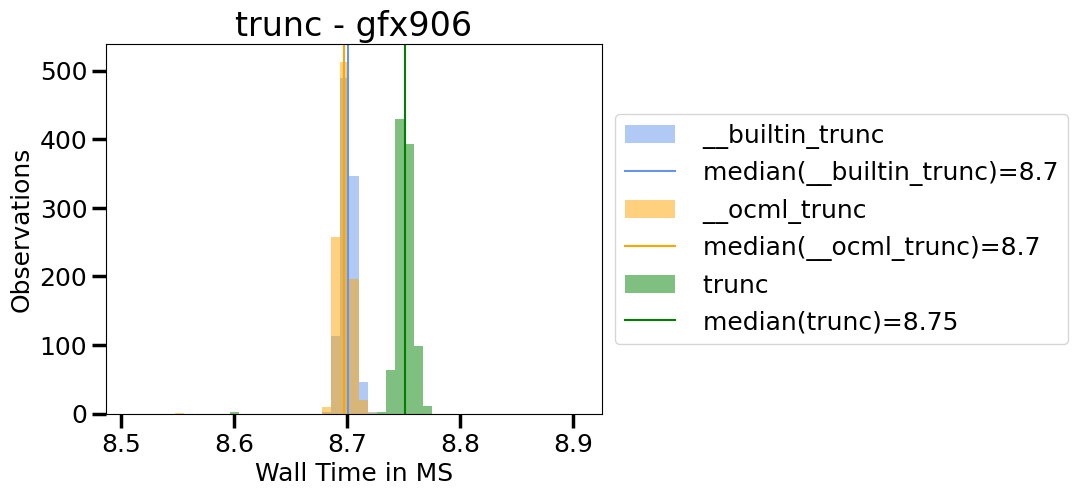 trunc - gfx906
Observations
500
400
300
200
100
0
8.5 8.6 8.7 8.8 8.9
Wall Time in MS
__builtin_trunc
median(__builtin_trunc)=8.7
__ocml_trunc
median(__ocml_trunc)=8.7
trunc
median(trunc)=8.75